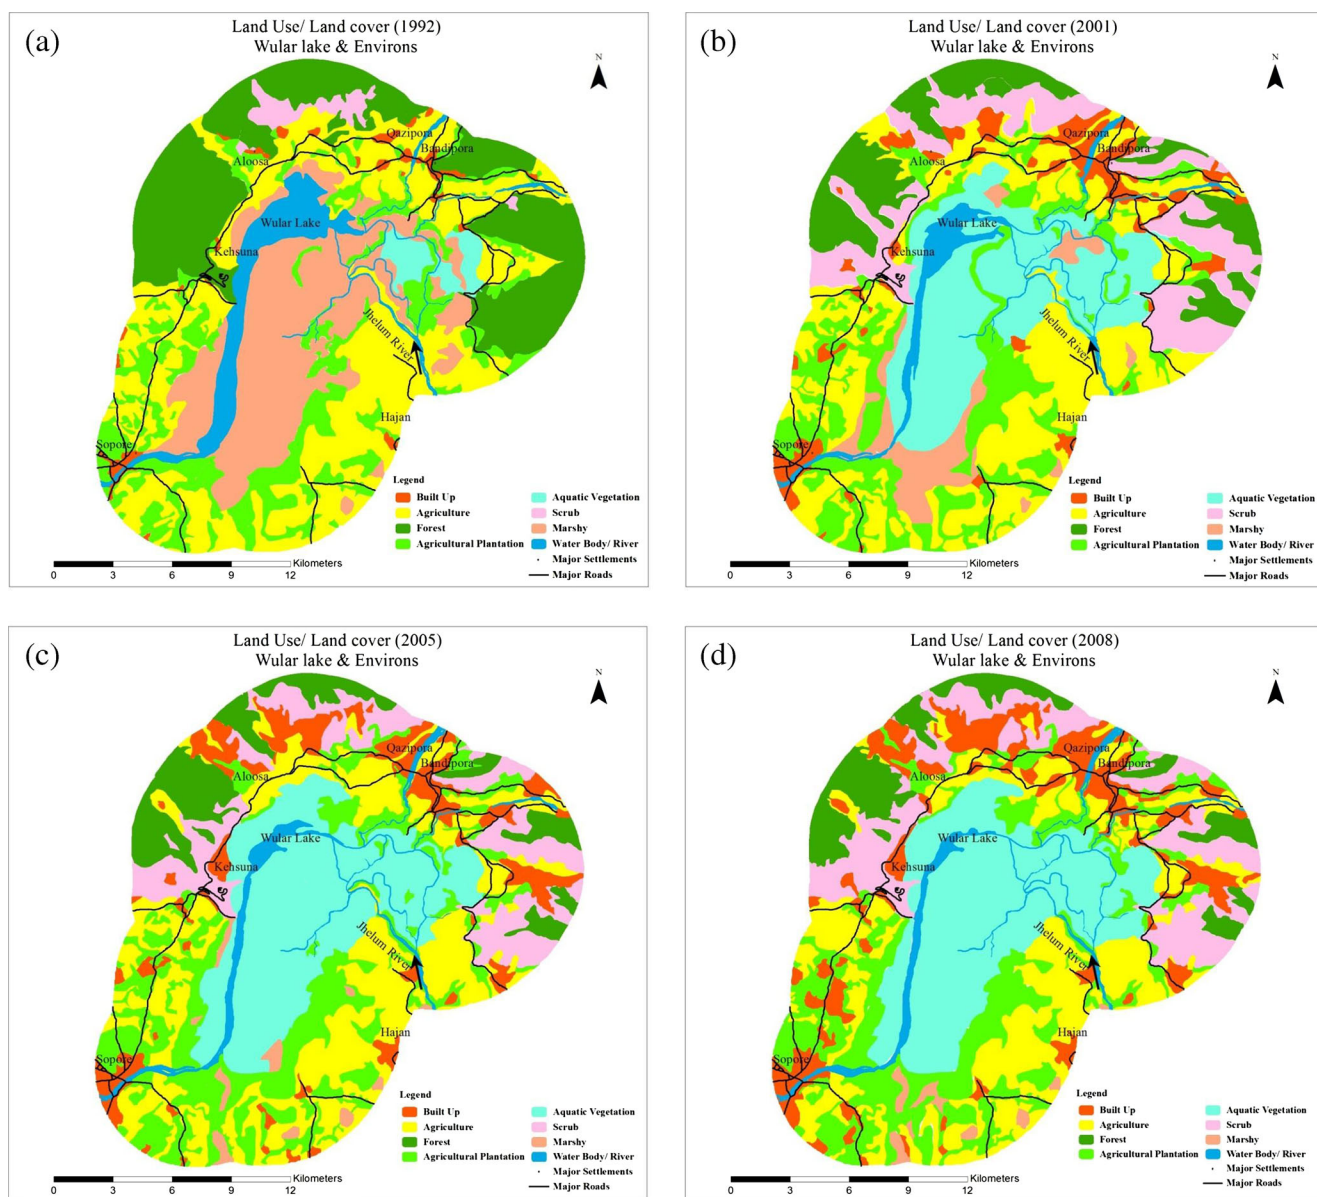 (a)
Land Use/ Land cover (1992)
Wular lake & Environs
N
Qazipora
Bandipora
Aloosa
Wular Lake
Kehsuna
Jhelum River
Hajan
Sopore
Legend
Built Up
Agriculture
Forest
Agricultural Plantation
Aquatic Vegetation
Scrub
Marshy
Water Body/ River
Major Settlements
Major Roads
Kilometers
0 3 6 9 12
(b)
Land Use/ Land cover (2001)
Wular lake & Environs
N
Qazipora
Bandipora
Aloosa
Wular Lake
Kehsuna
Jhelum River
Hajan
Sopore
Legend
Built Up
Agriculture
Forest
Agricultural Plantation
Aquatic Vegetation
Scrub
Marshy
Water Body/ River
Major Settlements
Major Roads
Kilometers
0 3 6 9 12
(c)
Land Use/ Land cover (2005)
Wular lake & Environs
N
Qazipora
Bandipora
Aloosa
Wular Lake
Kehsuna
Jhelum River
Hajan
Sopore
Legend
Built Up
Agriculture
Forest
Agricultural Plantation
Aquatic Vegetation
Scrub
Marshy
Water Body/ River
Major Settlements
Major Roads
Kilometers
0 3 6 9 12
(d)
Land Use/ Land cover (2008)
Wular lake & Environs
N
Qazipora
Bandipora
Aloosa
Wular Lake
Kehsuna
Jhelum River
Hajan
Sopore
Legend
Built Up
Agriculture
Forest
Agricultural Plantation
Aquatic Vegetation
Scrub
Marshy
Water Body/ River
Major Settlements
Major Roads
Kilometers
0 3 6 9 12